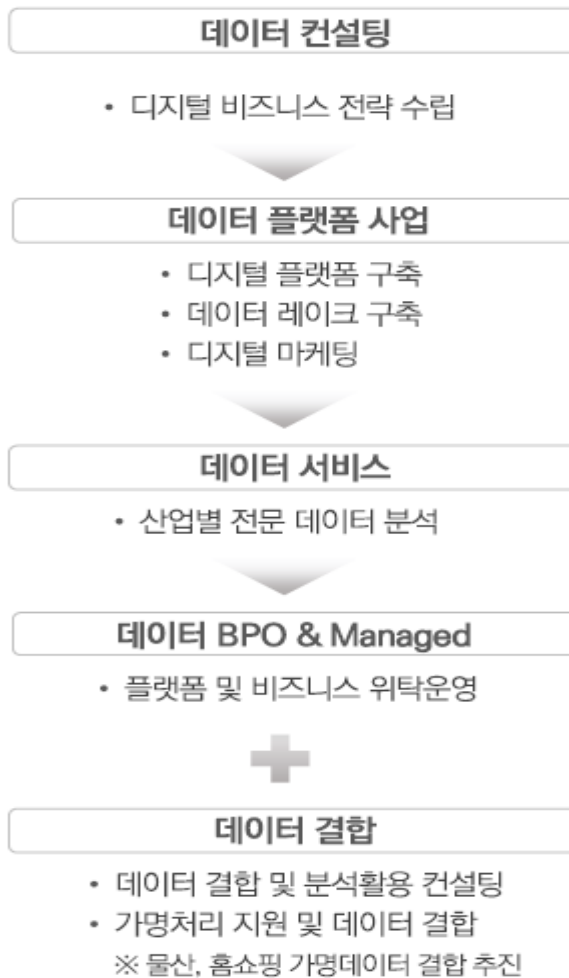 데이터 컨설팅
• 디지털 비즈니스 전략 수립
데이터 플랫폼 사업
• 디지털 플랫폼 구축
• 데이터 레이크 구축
• 디지털 마케팅
데이터 서비스
• 산업별 전문 데이터 분석
데이터 BPO & Managed
• 플랫폼 및 비즈니스 위탁운영
데이터 결합
• 데이터 결합 및 분석활용 컨설팅
• 가명처리 지원 및 데이터 결합
※ 물산, 홈쇼핑 가명데이터 결합 추진